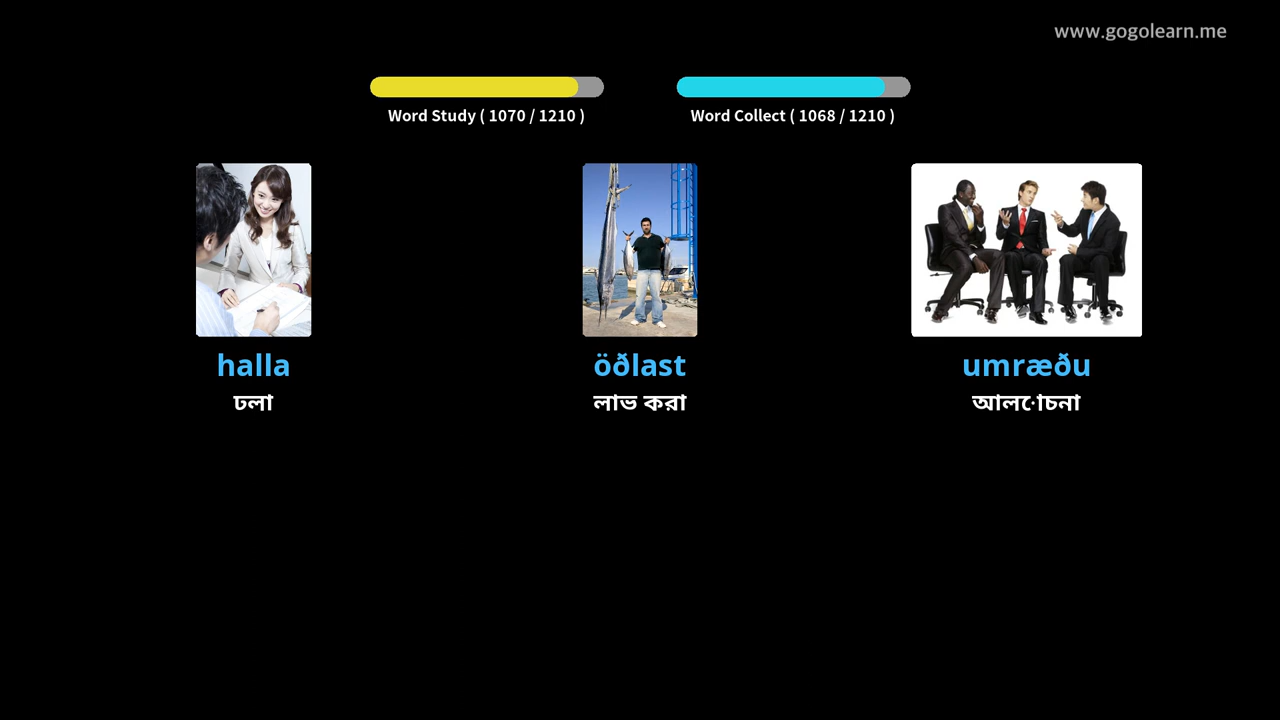 www.gogolearn.me
Word Study ( 1070 / 1210 )
Word Collect ( 1068 / 1210 )
halla
öðlast
umræðu
ঢলা
লাভ করা
আলোচনা